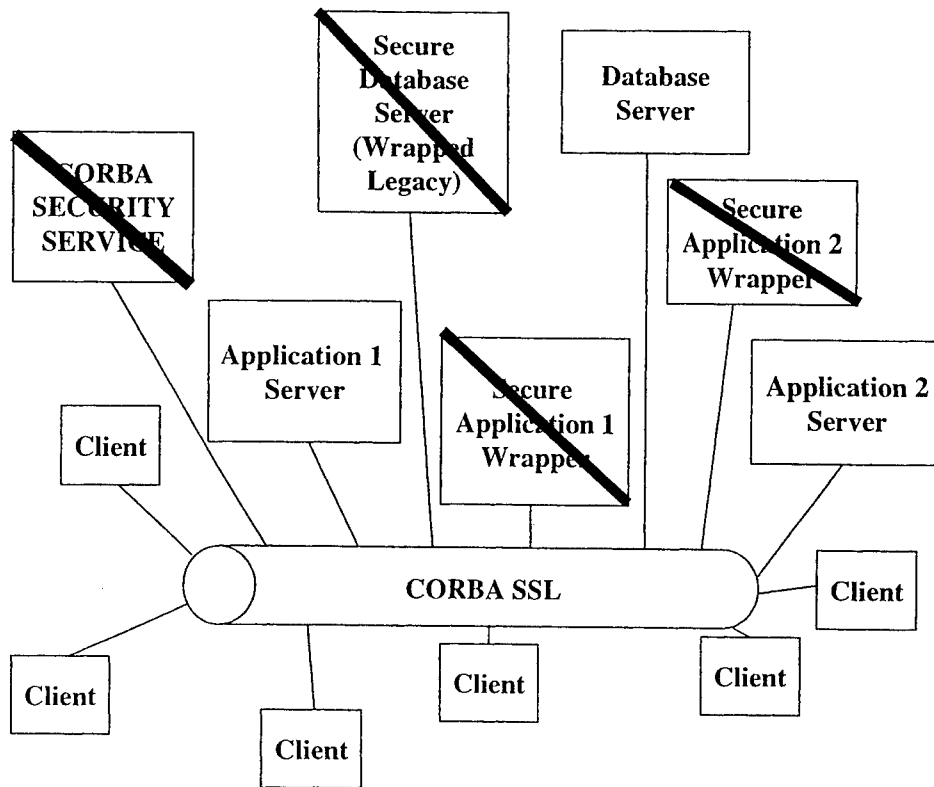 Secure
Database
Server
(Wrapped
Legacy)
Database
Server
CORBA
SECURITY
SERVICE
Secure
Application 2
Wrapper
Application 1
Server
Secure
Application 1
Wrapper
Application 2
Server
Client
CORBA SSL
Client
Client
Client
Client
Client